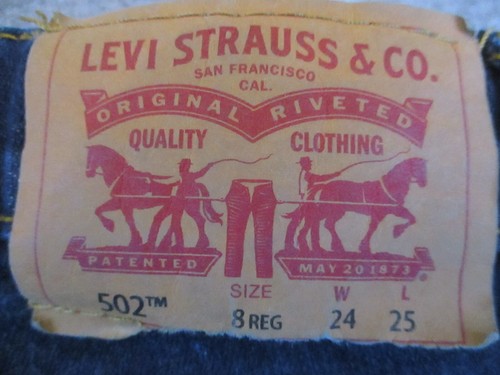 LEVI STRAUSS & CO.
SAN FRANCISCO
CAL.
ORIGINAL RIVETED
QUALITY CLOTHING
PATENTED MAY 20 1873
SIZE W L
502™ 8 REG 24 25